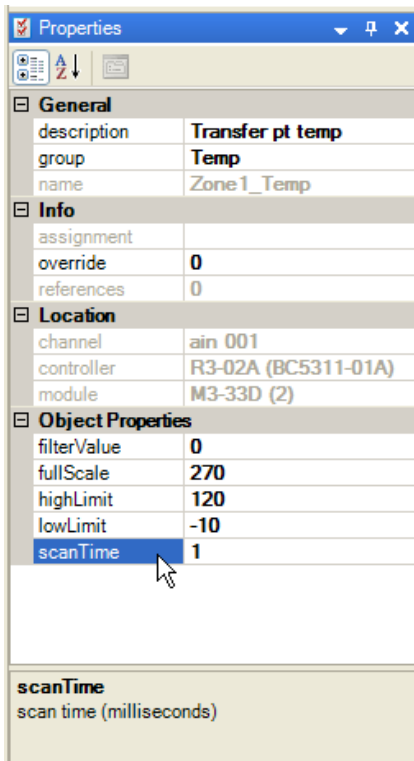 Properties
A
Z
General
description Transfer pt temp
group Temp
name Zone1_Temp
Info
assignment
override 0
references 0
Location
channel ain 001
controller R3-02A (BC5311-01A)
module M3-33D (2)
Object Properties
filterValue 0
fullScale 270
highLimit 120
lowLimit -10
scanTime 1
scanTime
scan time (milliseconds)